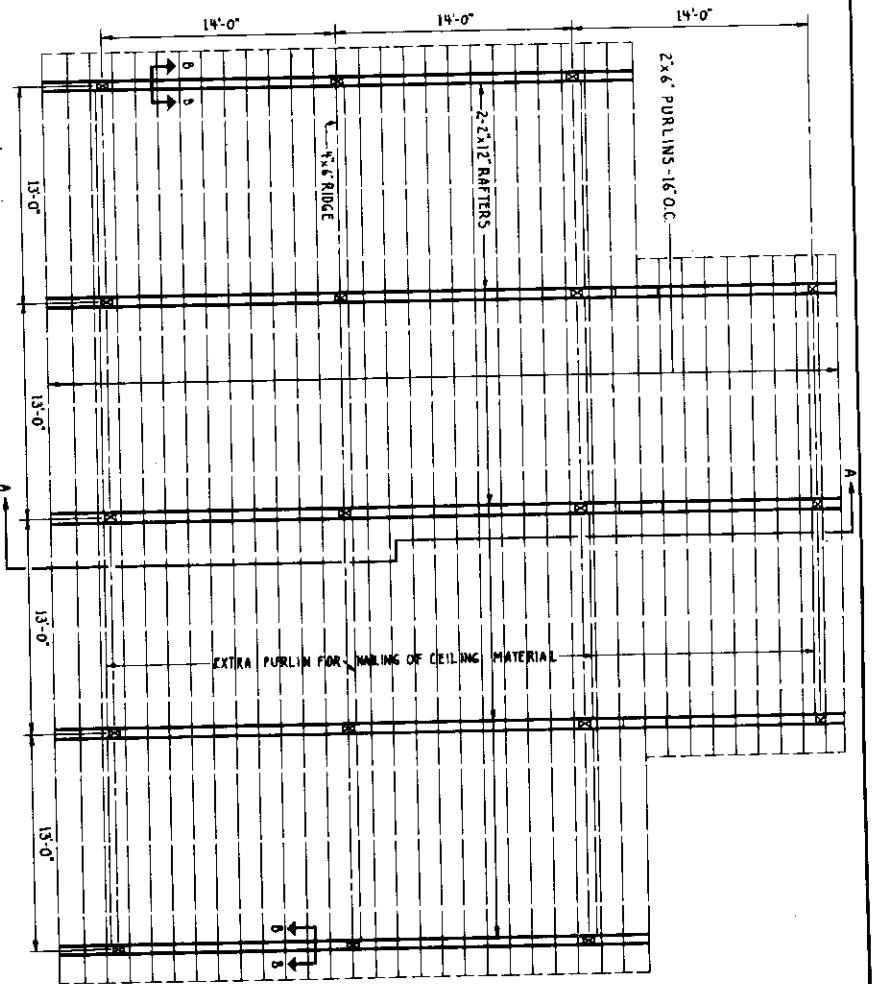 14'-0"
14'-0"
14'-0"
2"x6" PURLINS-16"O.C.
2-2"x12" RAFTERS
4"x6" RIDGE
B
B
13'-0"
13'-0"
13'-0"
13'-0"
A
A
EXTRA PURLIN FOR NAILING OF CEILING MATERIAL
B
B